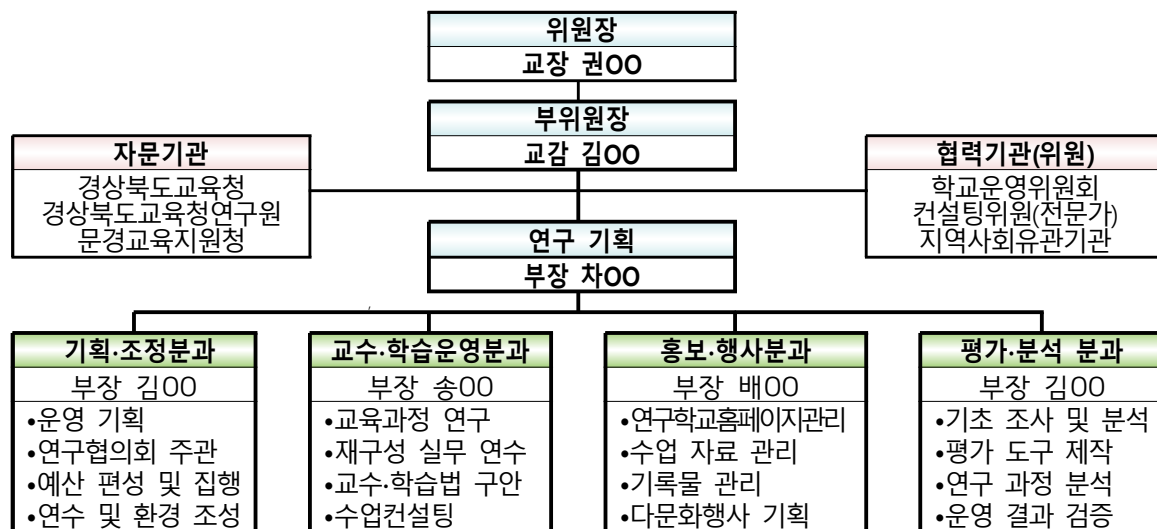 위원장
교장 권OO
부위원장
교감 김OO
자문기관
경상북도교육청
경상북도교육청연구원
문경교육지원청
협력기관(위원)
학교운영위원회
컨설팅위원(전문가)
지역사회유관기관
연구 기획
부장 차OO
기획·조정분과
부장 김OO
•운영 기획
•연구협의회 주관
•예산 편성 및 집행
•연수 및 환경 조성
교수·학습운영분과
부장 송OO
•교육과정 연구
•재구성 실무 연수
•교수·학습법 구안
•수업컨설팅
홍보·행사분과
부장 배OO
•연구학교홈페이지관리
•수업 자료 관리
•기록물 관리
•다문화행사 기획
평가·분석 분과
부장 김OO
•기초 조사 및 분석
•평가 도구 제작
•연구 과정 분석
•운영 결과 검증